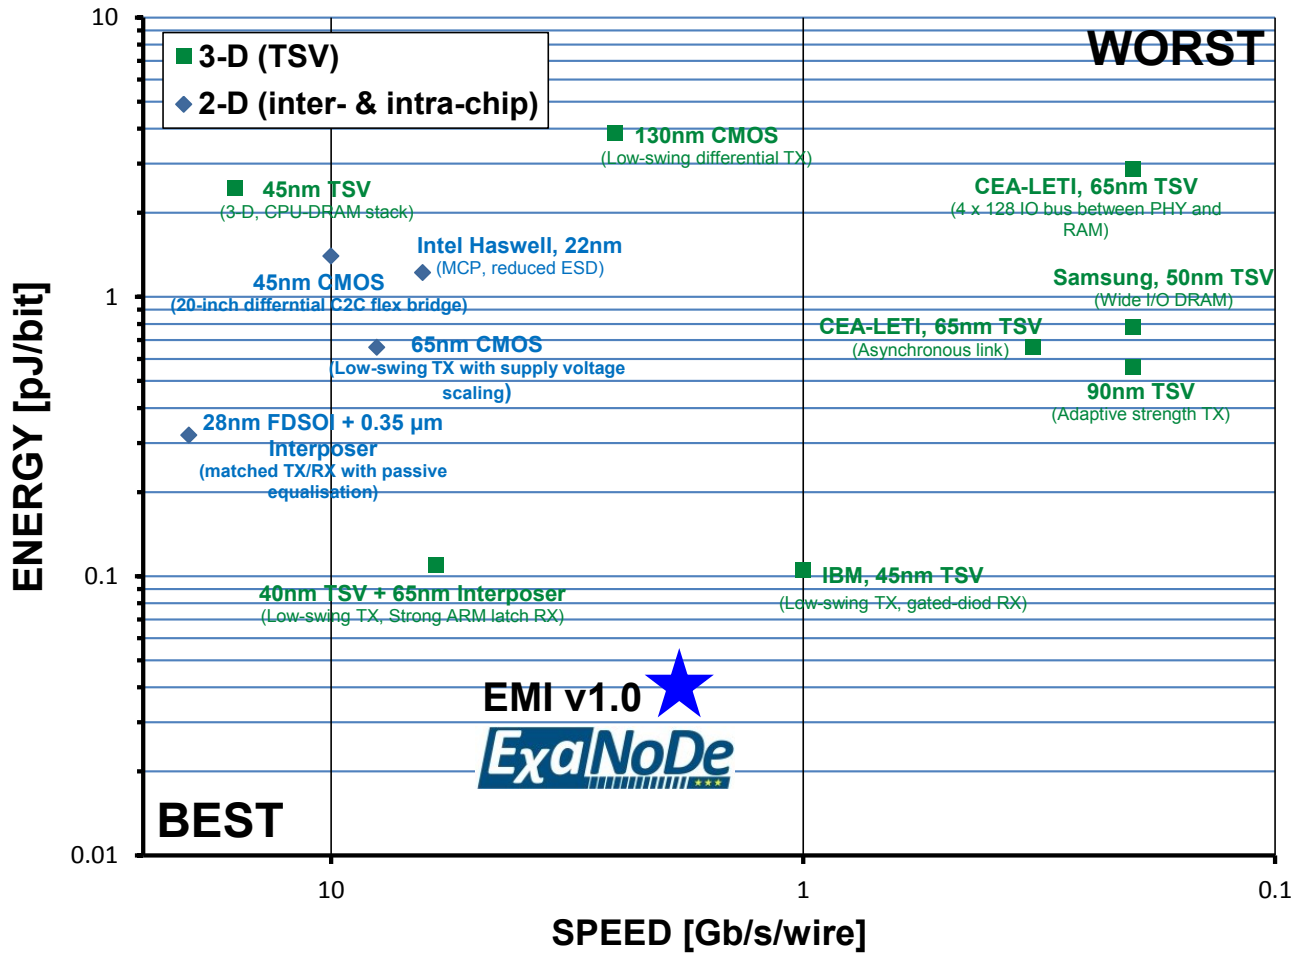 10
WORST
3-D (TSV)
2-D (inter- & intra-chip)
130nm CMOS
(Low-swing differential TX)
45nm TSV
(3-D, CPU-DRAM stack)
CEA-LETI, 65nm TSV
(4 x 128 IO bus between PHY and
RAM)
Intel Haswell, 22nm
(MCP, reduced ESD)
45nm CMOS
(20-inch differntial C2C flex bridge)
Samsung, 50nm TSV
(Wide I/O DRAM)
1
CEA-LETI, 65nm TSV
(Asynchronous link)
65nm CMOS
(Low-swing TX with supply voltage
scaling)
90nm TSV
(Adaptive strength TX)
28nm FDSOI + 0.35 µm
Interposer
(matched TX/RX with passive
equalisation)
ENERGY [pJ/bit]
0.1
40nm TSV + 65nm Interposer
(Low-swing TX, Strong ARM latch RX)
IBM, 45nm TSV
(Low-swing TX, gated-diod RX)
EMI v1.0
ExaNoDe
BEST
0.01
10
1
0.1
SPEED [Gb/s/wire]